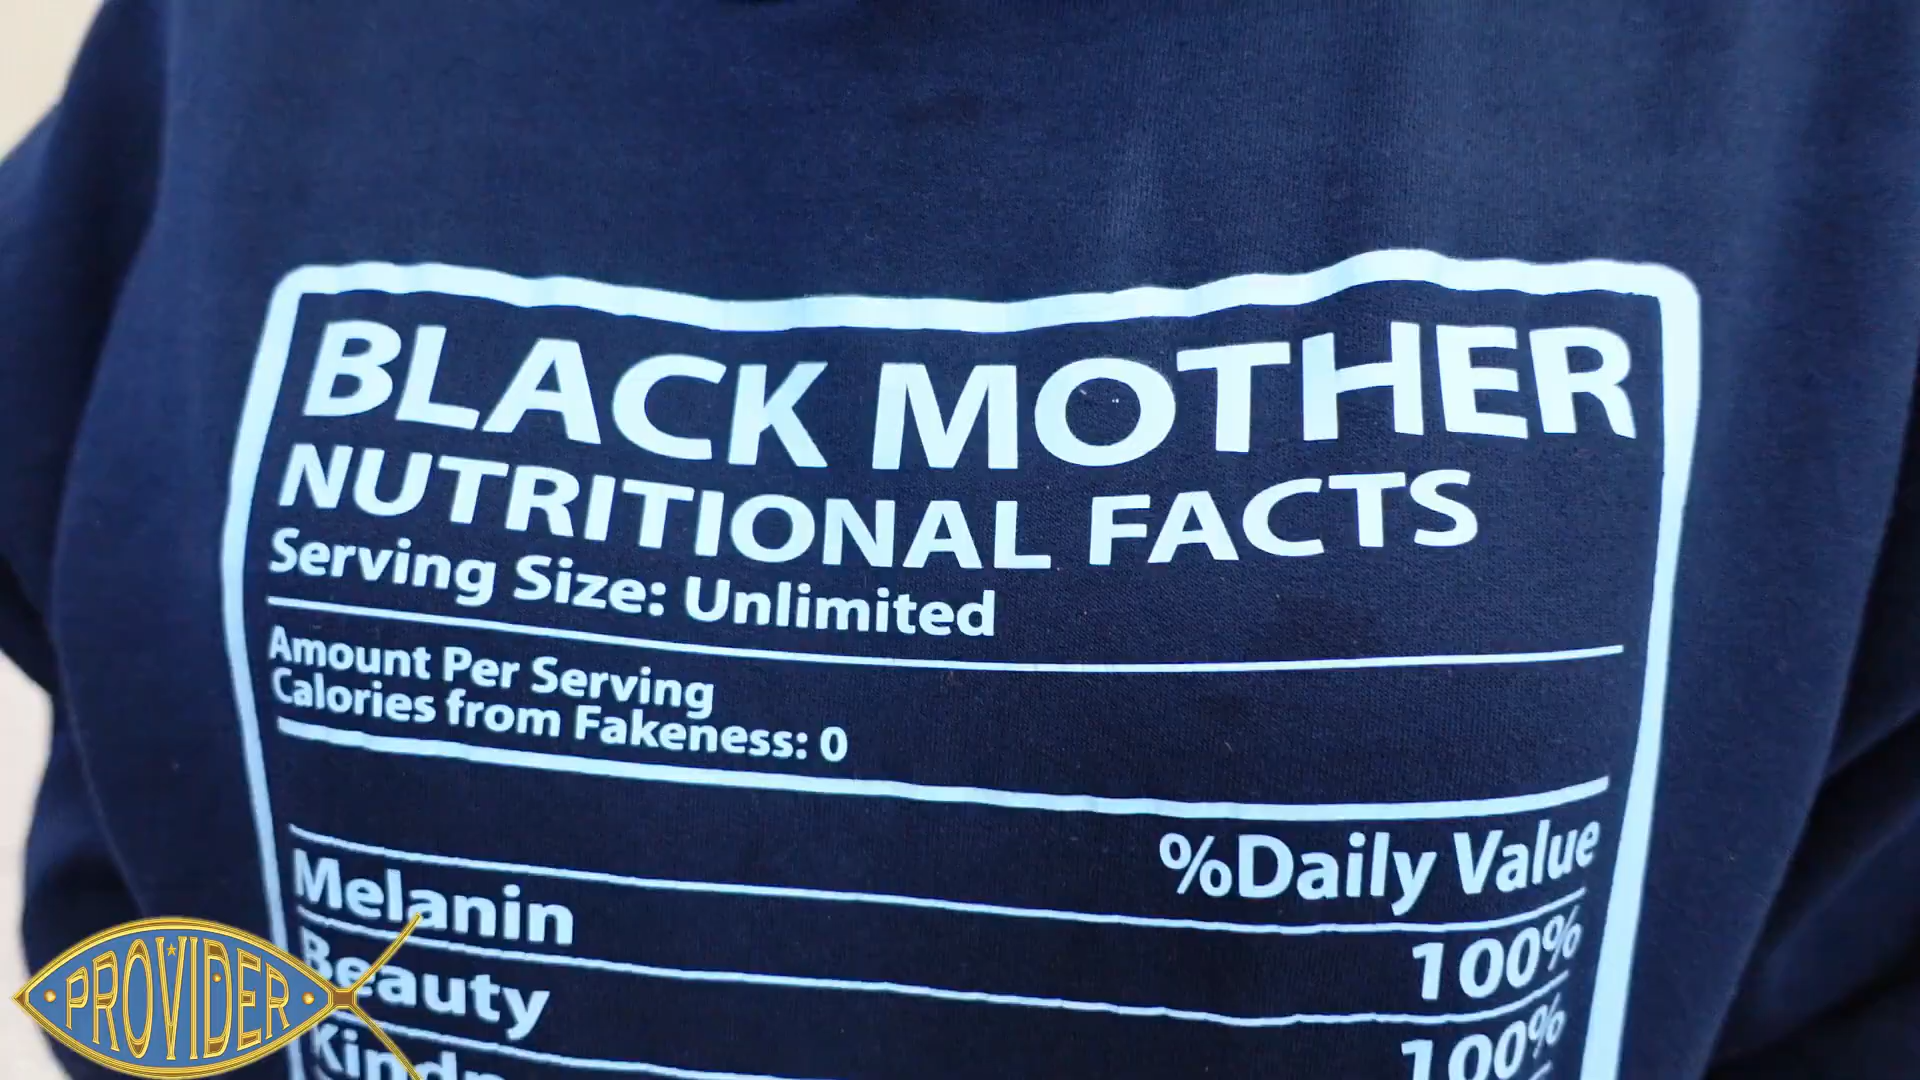 BLACK MOTHER
NUTRITIONAL FACTS
Serving Size: Unlimited
Amount Per Serving
Calories from Fakeness: 0
%Daily Value
Melanin 100%
Beauty 100%
PROVIDER